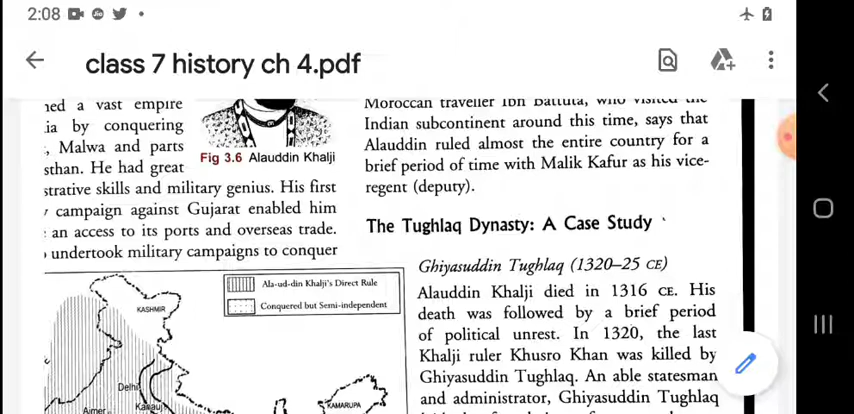 2:08
class 7 history ch 4.pdf
ned a vast empire
ia by conquering
, Malwa and parts
sthan. He had great
strative skills and military genius. His first
campaign against Gujarat enabled him
an access to its ports and overseas trade.
undertook military campaigns to conquer
Fig 3.6 Alauddin Khalji
Ala-ud-din Khalji's Direct Rule
Conquered but Semi-independent
KASHMIR
Delhi
Kanauj
Ajmer
KAMARUPA
Moroccan traveller Ibn Battuta, who visited the
Indian subcontinent around this time, says that
Alauddin ruled almost the entire country for a
brief period of time with Malik Kafur as his vice-
regent (deputy).
The Tughlaq Dynasty: A Case Study
Ghiyasuddin Tughlaq (1320–25 CE)
Alauddin Khalji died in 1316 CE. His
death was followed by a brief period
of political unrest. In 1320, the last
Khalji ruler Khusro Khan was killed by
Ghiyasuddin Tughlaq. An able statesman
and administrator, Ghiyasuddin Tughlaq